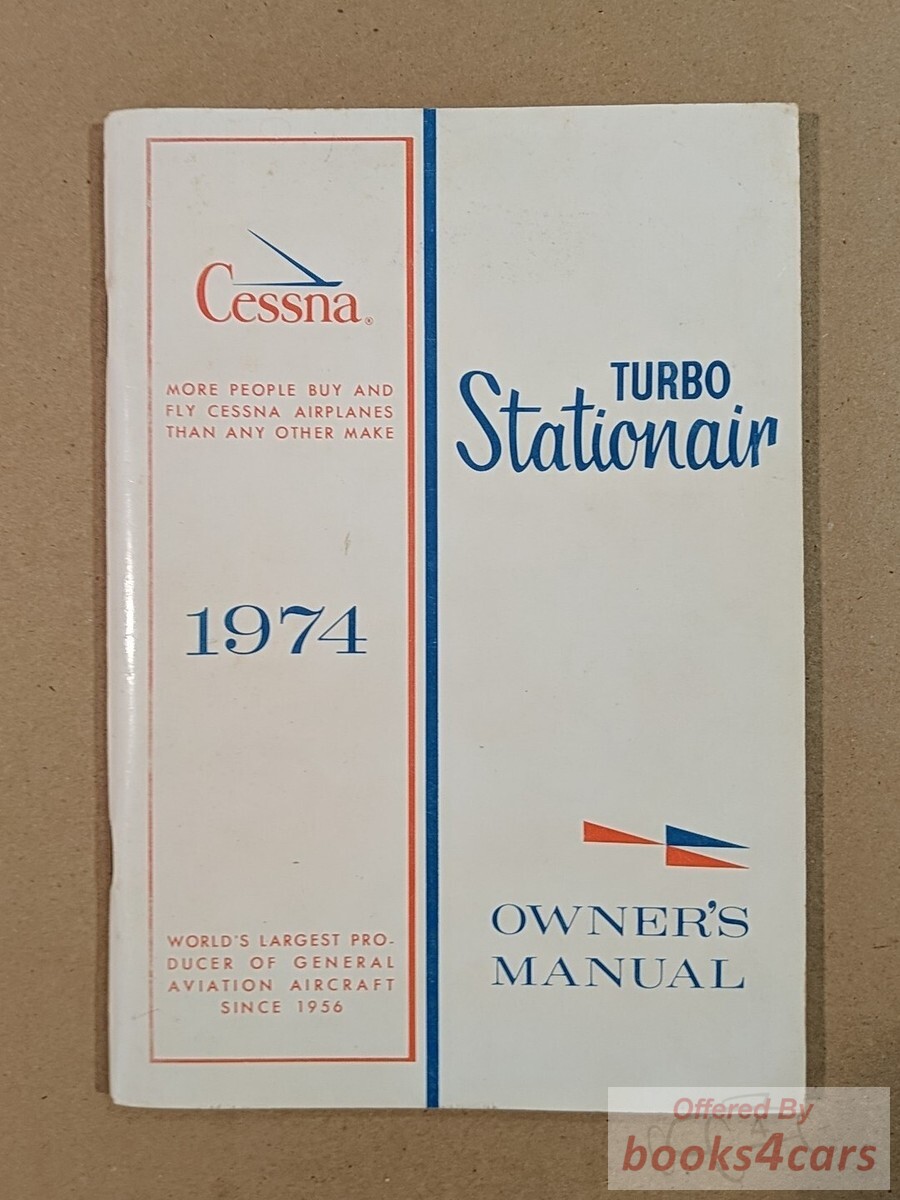 Cessna®
MORE PEOPLE BUY AND
FLY CESSNA AIRPLANES
THAN ANY OTHER MAKE
1974
WORLD'S LARGEST PRO-
DUCER OF GENERAL
AVIATION AIRCRAFT
SINCE 1956
TURBO
Stationair
OWNER'S
MANUAL
Offered By
books4cars